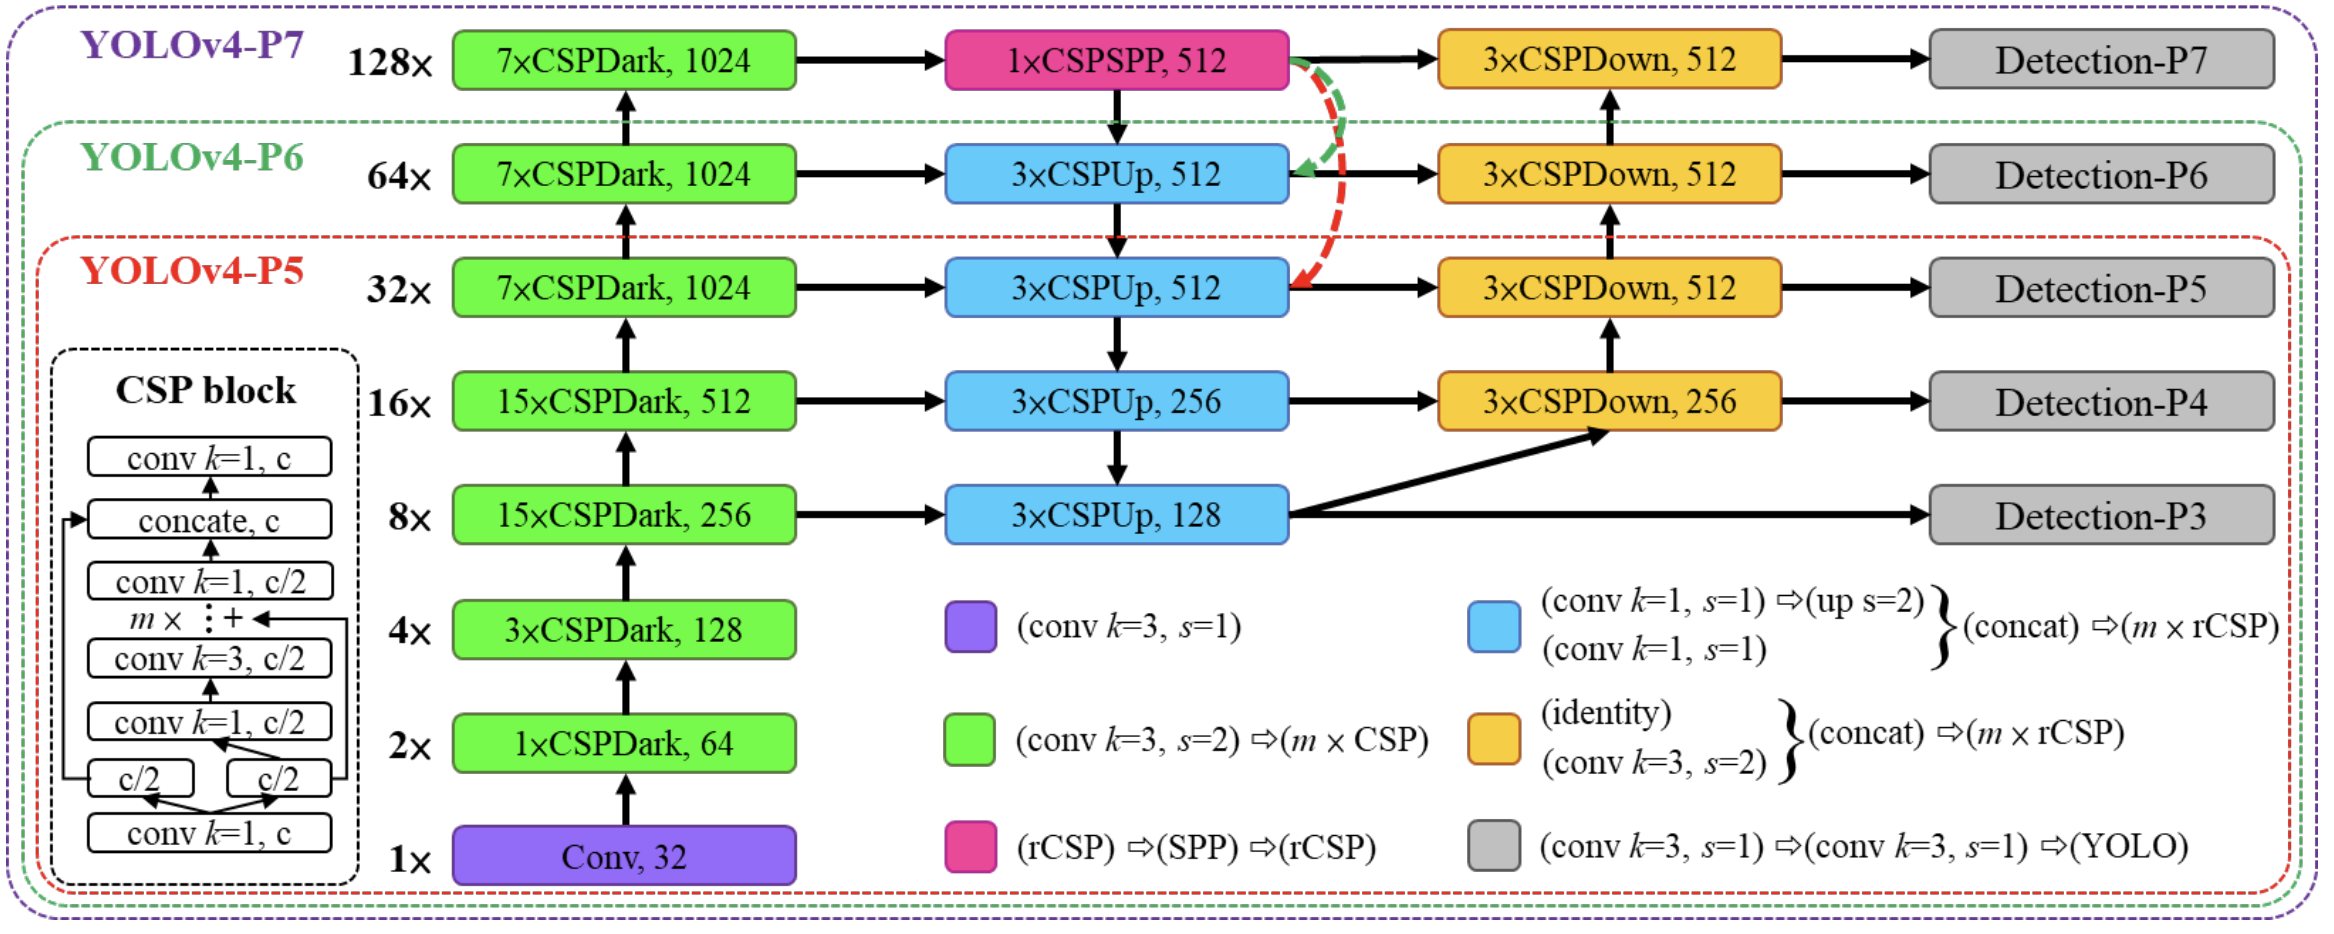 YOLOv4-P7
128× 7×CSPDark, 1024 1×CSPSPP, 512 3×CSPDown, 512 Detection-P7
YOLOv4-P6
64× 7×CSPDark, 1024 3×CSPUp, 512 3×CSPDown, 512 Detection-P6
YOLOv4-P5
32× 7×CSPDark, 1024 3×CSPUp, 512 3×CSPDown, 512 Detection-P5
16× 15×CSPDark, 512 3×CSPUp, 256 3×CSPDown, 256 Detection-P4
8× 15×CSPDark, 256 3×CSPUp, 128 Detection-P3
4× 3×CSPDark, 128
2× 1×CSPDark, 64
1× Conv, 32
CSP block
conv k=1, c
concate, c
conv k=1, c/2
m × ⋮ +
conv k=3, c/2
conv k=1, c/2
c/2 c/2
conv k=1, c
(conv k=3, s=1)
(conv k=3, s=2) ⇨(m × CSP)
(rCSP) ⇨(SPP) ⇨(rCSP)
(conv k=1, s=1) ⇨(up s=2)
(conv k=1, s=1)
} (concat) ⇨(m × rCSP)
(identity)
(conv k=3, s=2)
} (concat) ⇨(m × rCSP)
(conv k=3, s=1) ⇨(conv k=3, s=1) ⇨(YOLO)